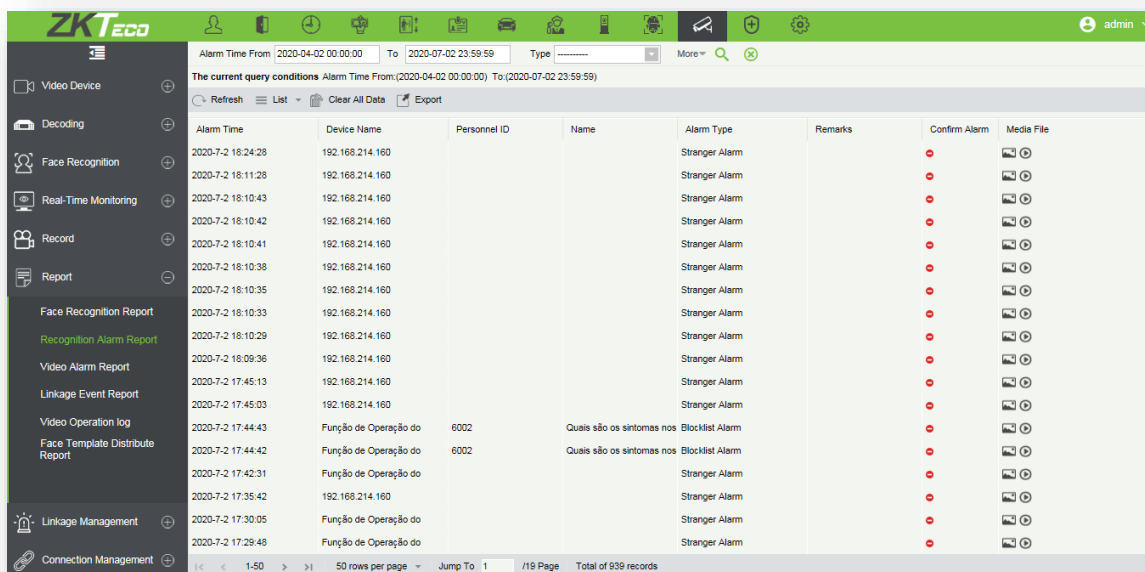 ZKTeco
admin
Alarm Time From 2020-04-02 00:00:00 To 2020-07-02 23:59:59 Type ---------- More
The current query conditions Alarm Time From:(2020-04-02 00:00:00) To:(2020-07-02 23:59:59)
Refresh List Clear All Data Export
Video Device
Decoding
Face Recognition
Real-Time Monitoring
Record
Report
Face Recognition Report
Recognition Alarm Report
Video Alarm Report
Linkage Event Report
Video Operation log
Face Template Distribute
Report
Linkage Management
Connection Management
Alarm Time Device Name Personnel ID Name Alarm Type Remarks Confirm Alarm Media File
2020-7-2 18:24:28 192.168.214.160 Stranger Alarm
2020-7-2 18:11:28 192.168.214.160 Stranger Alarm
2020-7-2 18:10:43 192.168.214.160 Stranger Alarm
2020-7-2 18:10:42 192.168.214.160 Stranger Alarm
2020-7-2 18:10:41 192.168.214.160 Stranger Alarm
2020-7-2 18:10:38 192.168.214.160 Stranger Alarm
2020-7-2 18:10:35 192.168.214.160 Stranger Alarm
2020-7-2 18:10:33 192.168.214.160 Stranger Alarm
2020-7-2 18:10:29 192.168.214.160 Stranger Alarm
2020-7-2 18:09:36 192.168.214.160 Stranger Alarm
2020-7-2 17:45:13 192.168.214.160 Stranger Alarm
2020-7-2 17:45:03 192.168.214.160 Stranger Alarm
2020-7-2 17:44:43 Função de Operação do 6002 Quais são os sintomas nos Blocklist Alarm
2020-7-2 17:44:42 Função de Operação do 6002 Quais são os sintomas nos Blocklist Alarm
2020-7-2 17:42:31 Função de Operação do Stranger Alarm
2020-7-2 17:35:42 192.168.214.160 Stranger Alarm
2020-7-2 17:30:05 Função de Operação do Stranger Alarm
2020-7-2 17:29:48 Função de Operação do Stranger Alarm
1-50 50 rows per page Jump To 1 /19 Page Total of 939 records